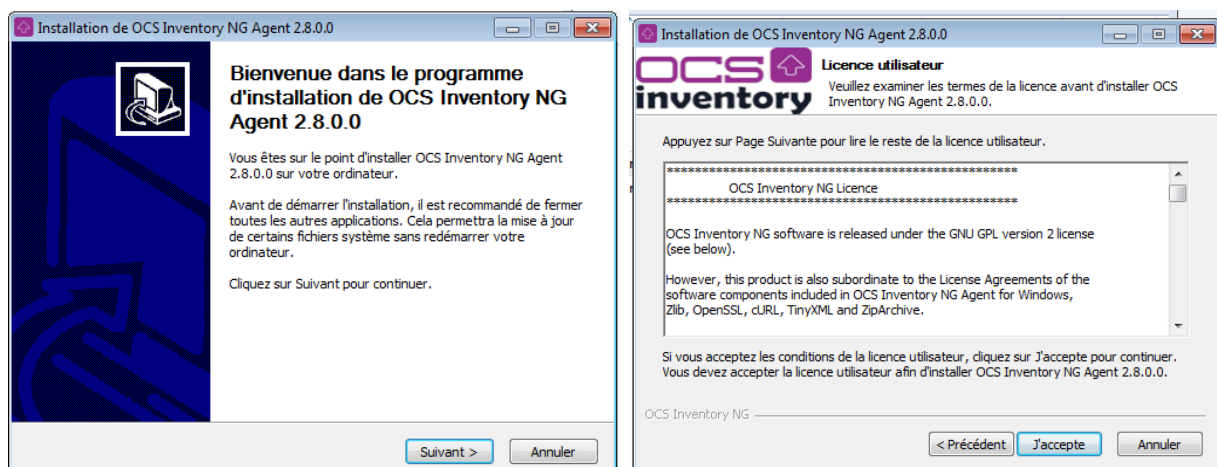 Installation de OCS Inventory NG Agent 2.8.0.0
Bienvenue dans le programme
d'installation de OCS Inventory NG
Agent 2.8.0.0
Vous êtes sur le point d'installer OCS Inventory NG Agent
2.8.0.0 sur votre ordinateur.
Avant de démarrer l'installation, il est recommandé de fermer
toutes les autres applications. Cela permettra la mise à jour
de certains fichiers système sans redémarrer votre
ordinateur.
Cliquez sur Suivant pour continuer.
Suivant >
Annuler
Installation de OCS Inventory NG Agent 2.8.0.0
OCS
inventory
Licence utilisateur
Veuillez examiner les termes de la licence avant d'installer OCS
Inventory NG Agent 2.8.0.0.
Appuyez sur Page Suivante pour lire le reste de la licence utilisateur.
**************************************************
OCS Inventory NG Licence
**************************************************
OCS Inventory NG software is released under the GNU GPL version 2 license
(see below).
However, this product is also subordinate to the License Agreements of the
software components included in OCS Inventory NG Agent for Windows,
Zlib, OpenSSL, cURL, TinyXML and ZipArchive.
Si vous acceptez les conditions de la licence utilisateur, cliquez sur J'accepte pour continuer.
Vous devez accepter la licence utilisateur afin d'installer OCS Inventory NG Agent 2.8.0.0.
OCS Inventory NG
< Précédent
J'accepte
Annuler